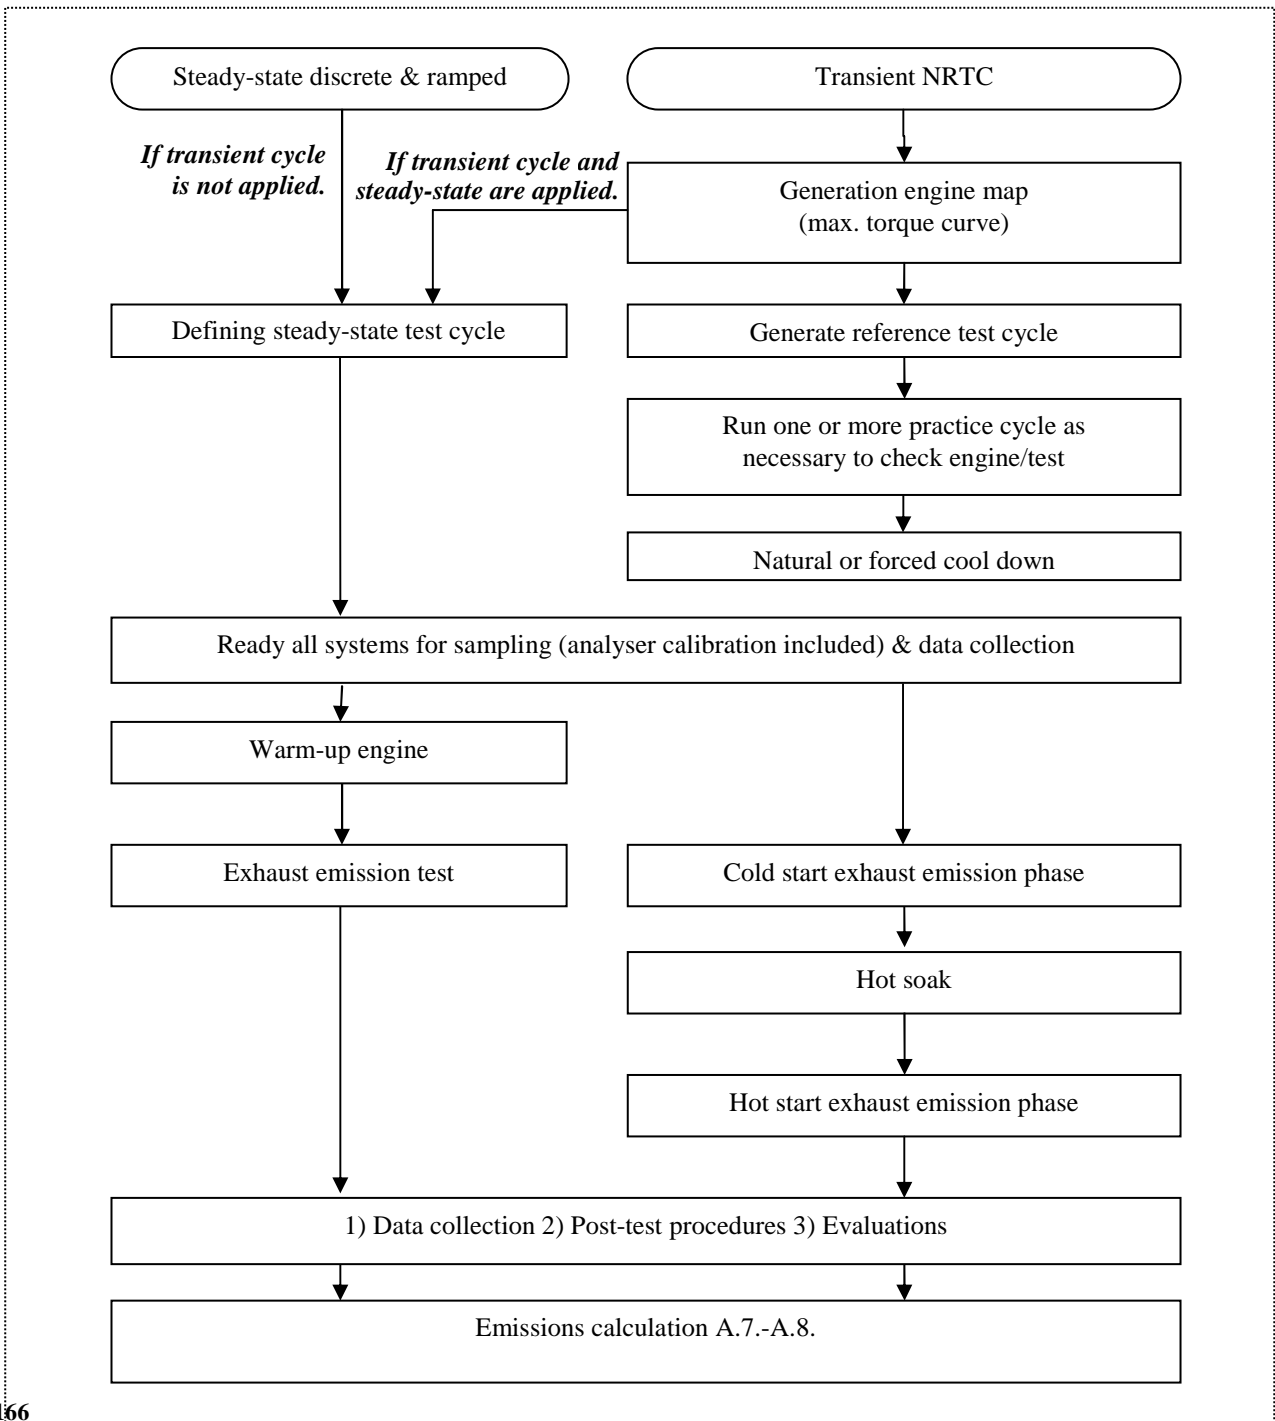 Steady-state discrete & ramped
Transient NRTC
If transient cycle
is not applied.
If transient cycle and
steady-state are applied.
Generation engine map
(max. torque curve)
Defining steady-state test cycle
Generate reference test cycle
Run one or more practice cycle as
necessary to check engine/test
Natural or forced cool down
Ready all systems for sampling (analyser calibration included) & data collection
Warm-up engine
Exhaust emission test
Cold start exhaust emission phase
Hot soak
Hot start exhaust emission phase
1) Data collection 2) Post-test procedures 3) Evaluations
Emissions calculation A.7.-A.8.
166